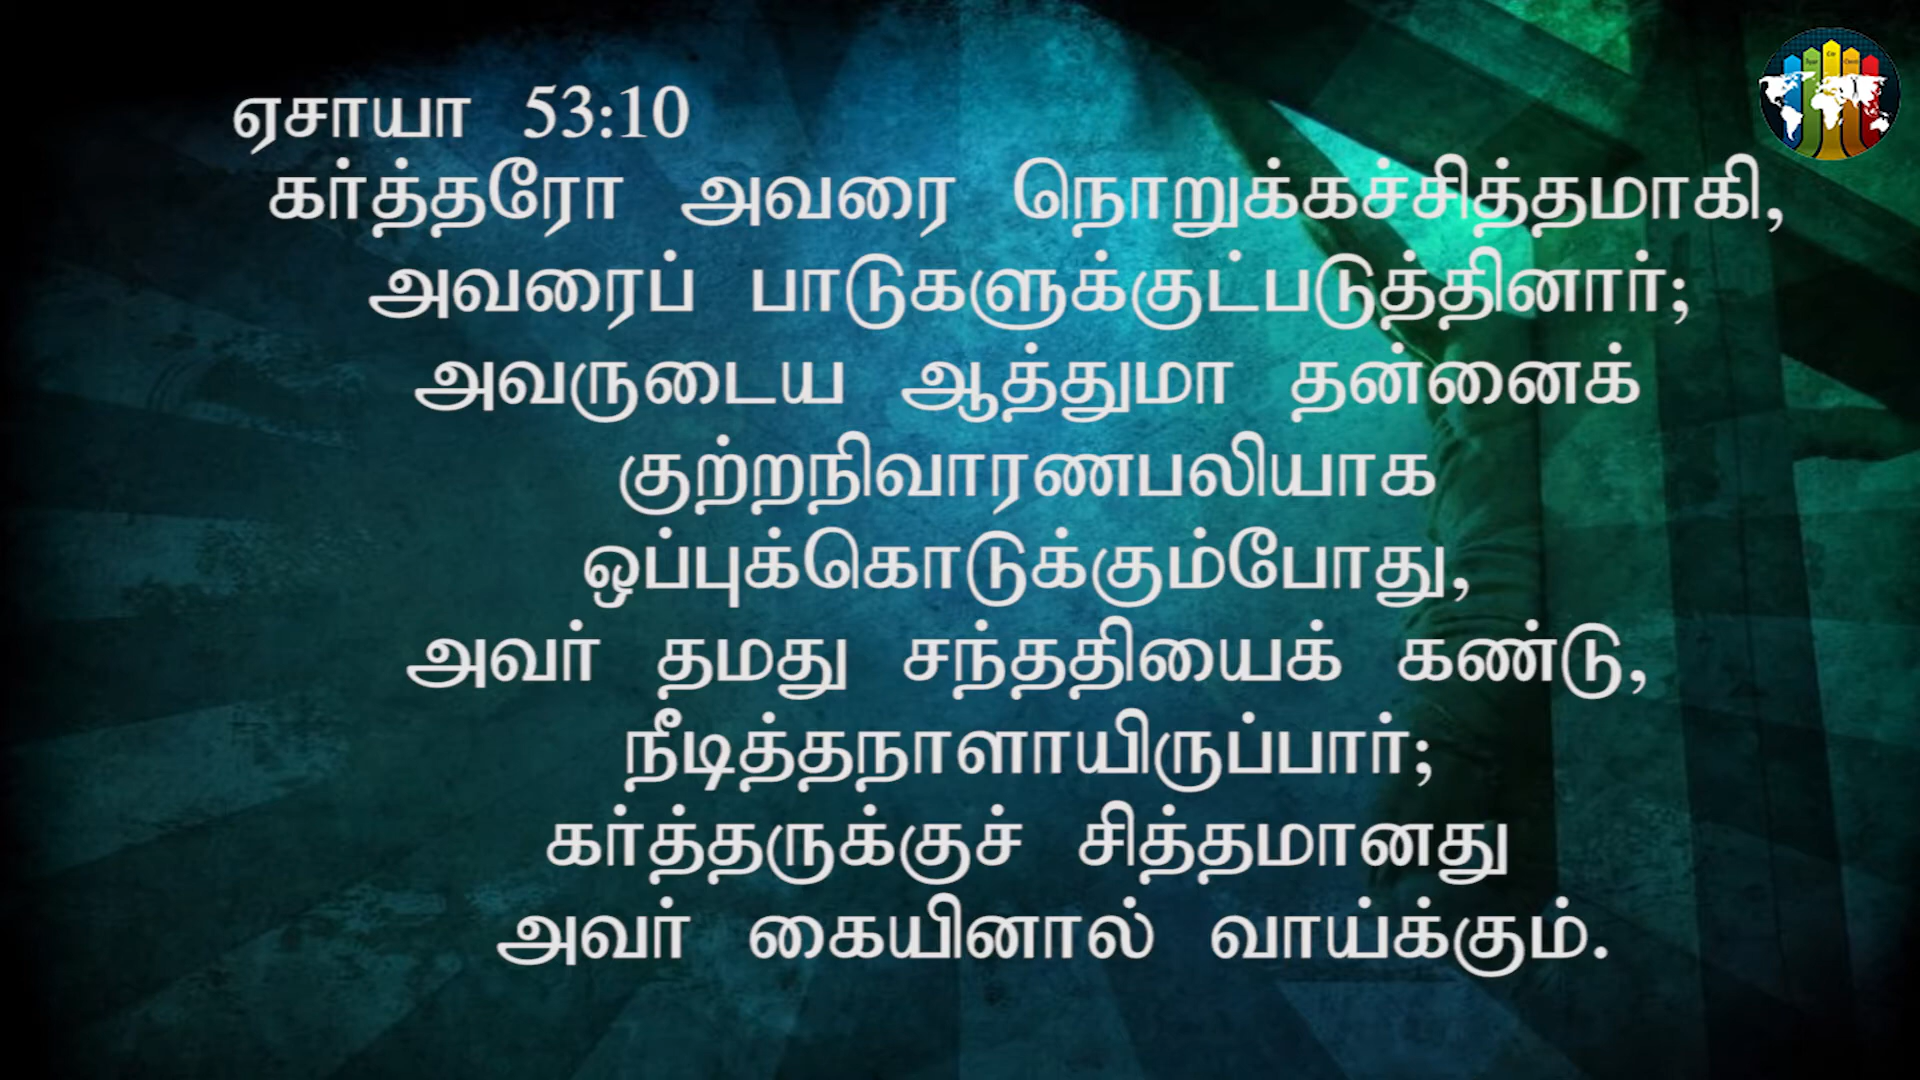 ஏசாயா 53:10
கர்த்தரோ அவரை நொறுக்கச்சித்தமாகி,
அவரைப் பாடுகளுக்குட்படுத்தினார்;
அவருடைய ஆத்துமா தன்னைக்
குற்றநிவாரணபலியாக
ஒப்புக்கொடுக்கும்போது,
அவர் தமது சந்ததியைக் கண்டு,
நீடித்தநாளாயிருப்பார்;
கர்த்தருக்குச் சித்தமானது
அவர் கையினால் வாய்க்கும்.